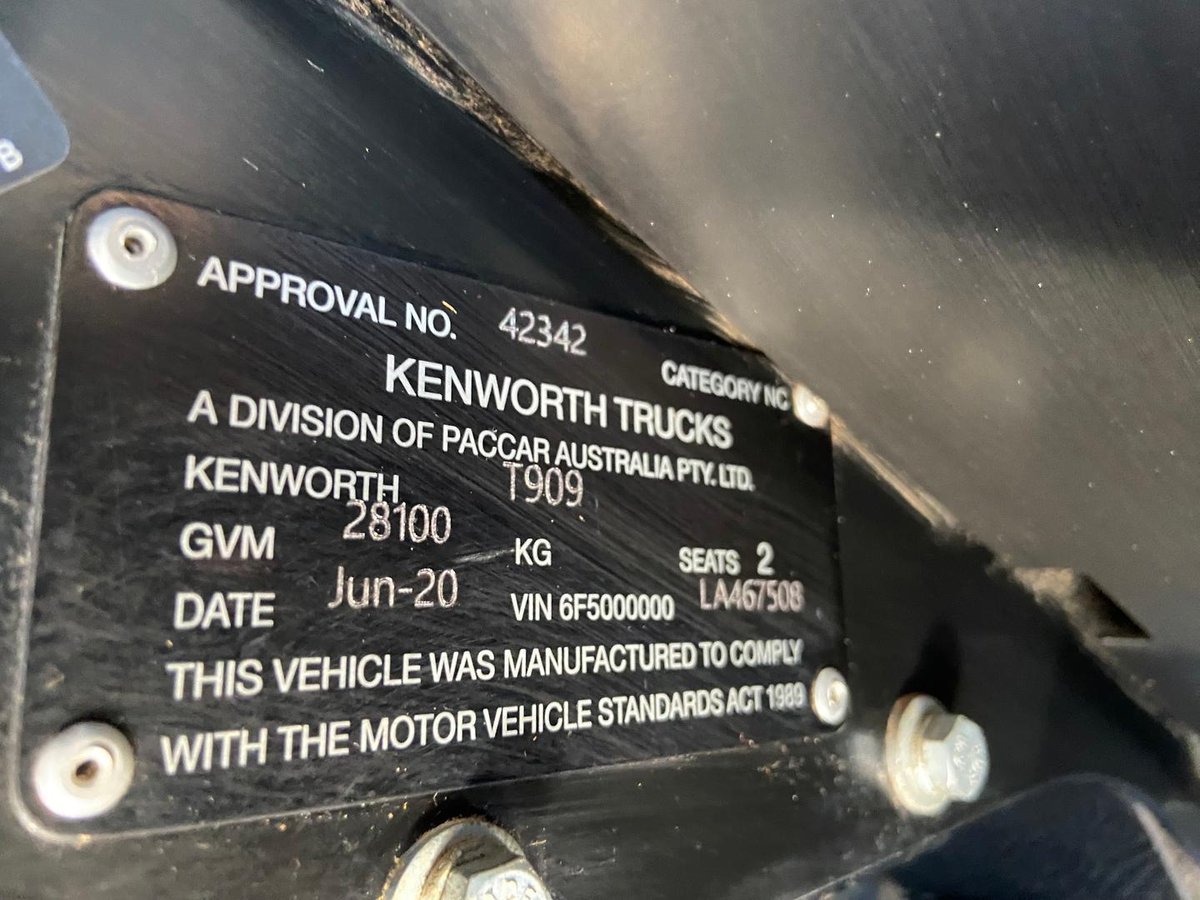 B
APPROVAL NO. 42342
CATEGORY NC
KENWORTH TRUCKS
A DIVISION OF PACCAR AUSTRALIA PTY. LTD.
KENWORTH T909
GVM 28100 KG SEATS 2
DATE Jun-20 VIN 6F5000000 LA467508
THIS VEHICLE WAS MANUFACTURED TO COMPLY
WITH THE MOTOR VEHICLE STANDARDS ACT 1989